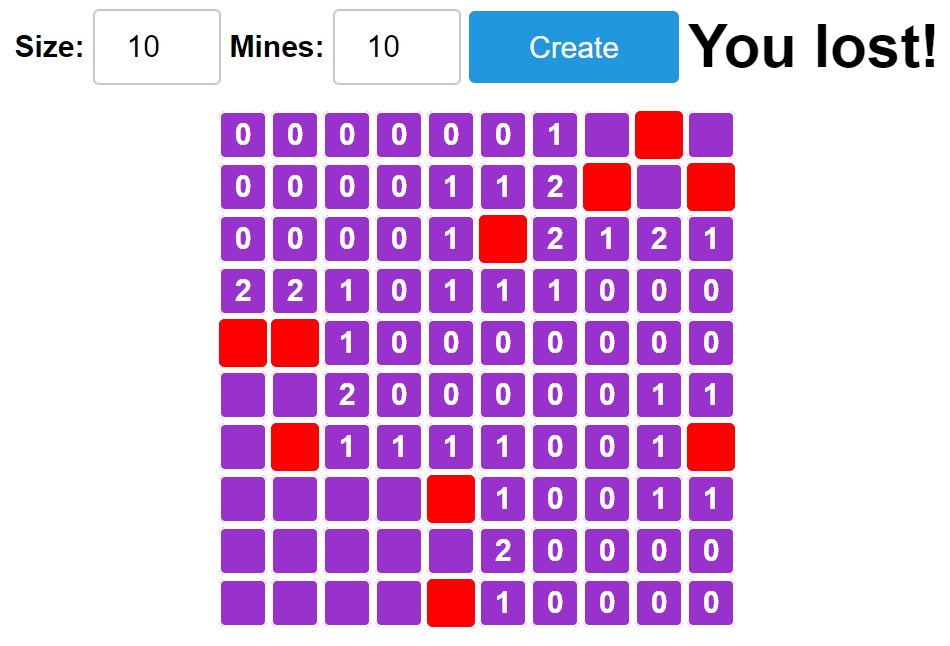 Size: 10 Mines: 10 Create You lost!
0 0 0 0 0 0 1
0 0 0 0 1 1 2
0 0 0 0 1 2 1 2 1
2 2 1 0 1 1 1 0 0 0
1 0 0 0 0 0 0 0
2 0 0 0 0 0 1 1
1 1 1 1 0 0 1
1 0 0 1 1
2 0 0 0 0
1 0 0 0 0